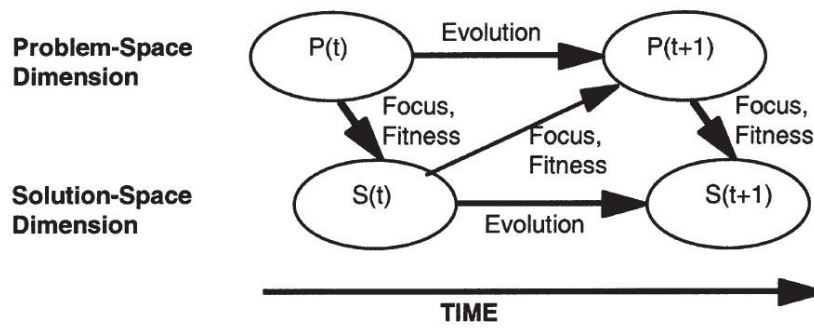 Problem-Space
Dimension
P(t)
Evolution
P(t+1)
Focus,
Fitness
Focus,
Fitness
Focus,
Fitness
Solution-Space
Dimension
S(t)
Evolution
S(t+1)
TIME